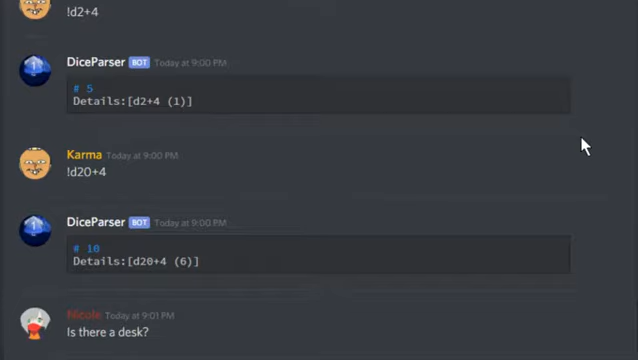 !d2+4
DiceParser BOT Today at 9:00 PM
# 5
Details:[d2+4 (1)]
Karma Today at 9:00 PM
!d20+4
DiceParser BOT Today at 9:00 PM
# 10
Details:[d20+4 (6)]
Nicole Today at 9:01 PM
Is there a desk?